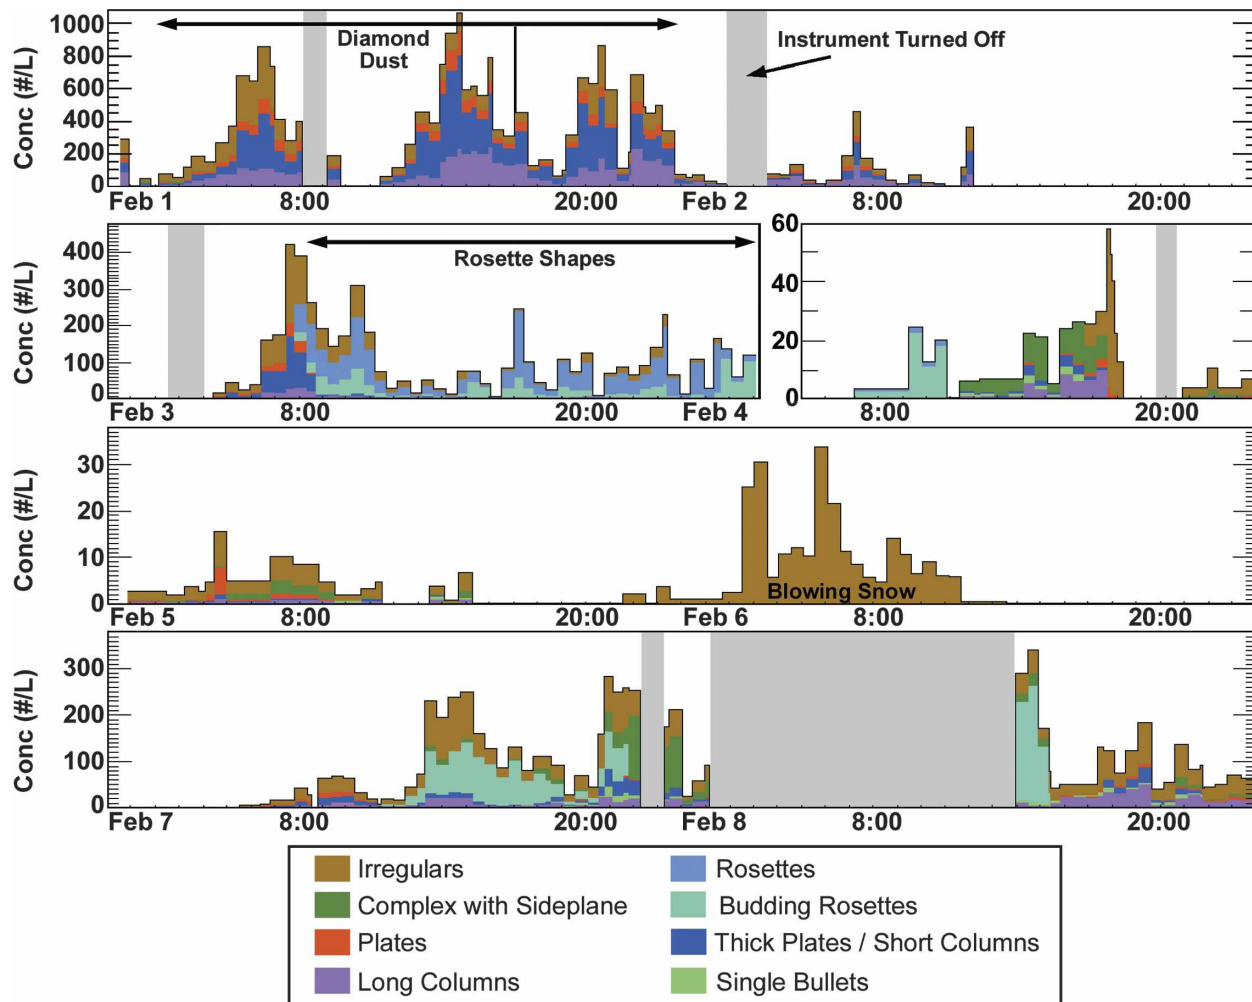 1000
800
600
400
200
0
Conc (#/L)
Diamond
Dust
Instrument Turned Off
Feb 1 8:00 20:00 Feb 2 8:00 20:00
400
300
200
100
0
Conc (#/L)
Rosette Shapes
60
40
20
0
Feb 3 8:00 20:00 Feb 4 8:00 20:00
30
20
10
0
Conc (#/L)
Blowing Snow
Feb 5 8:00 20:00 Feb 6 8:00 20:00
300
200
100
0
Conc (#/L)
Feb 7 8:00 20:00 Feb 8 8:00 20:00
Irregulars
Complex with Sideplane
Plates
Long Columns
Rosettes
Budding Rosettes
Thick Plates / Short Columns
Single Bullets